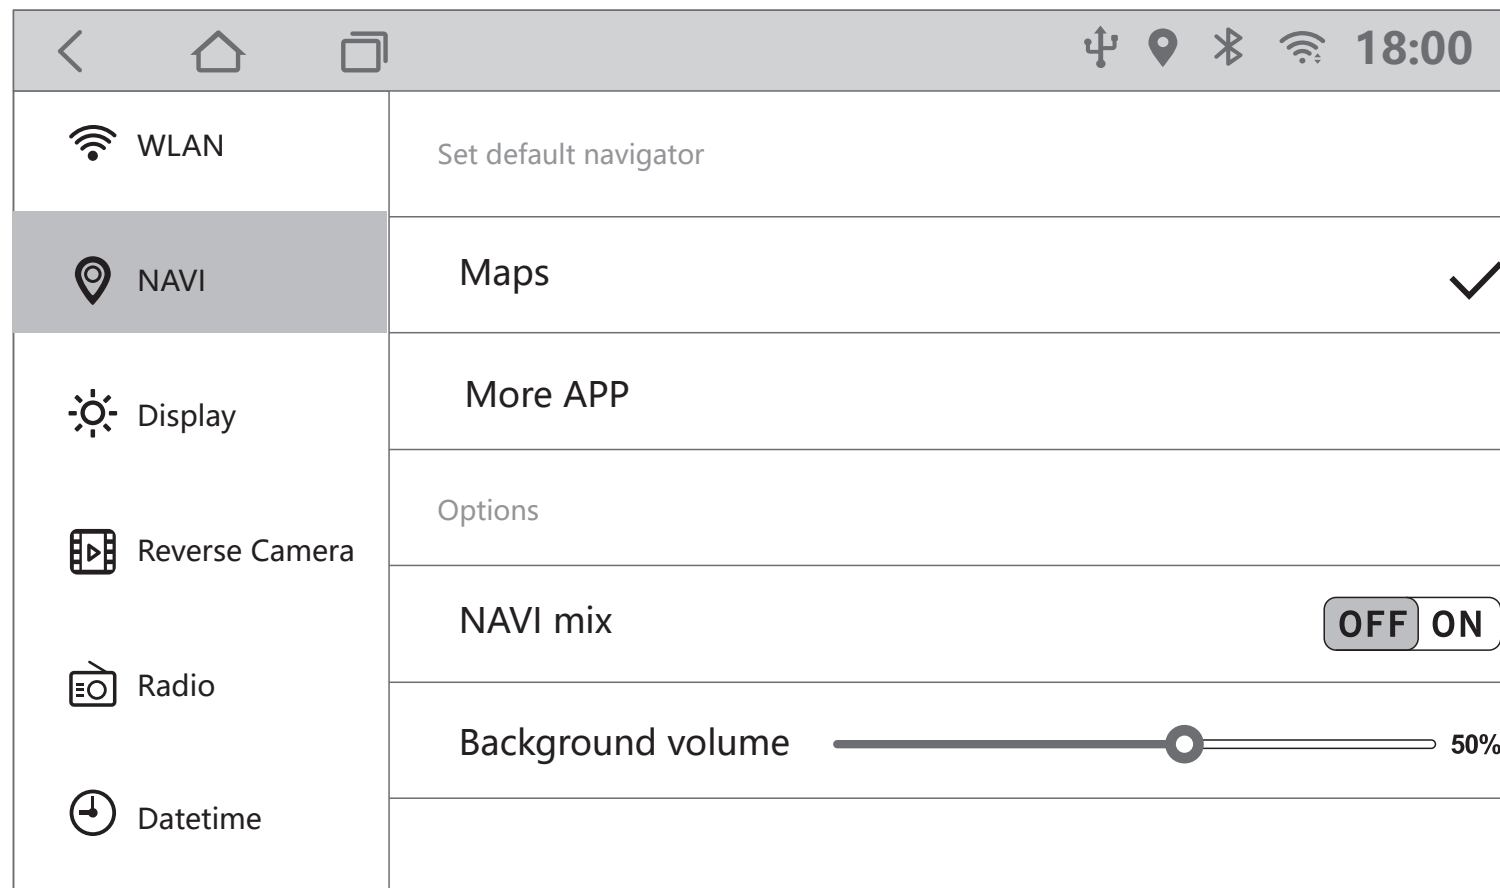 18:00
WLAN
NAVI
Display
Reverse Camera
Radio
Datetime
Set default navigator
Maps
More APP
Options
NAVI mix OFF ON
Background volume 50%